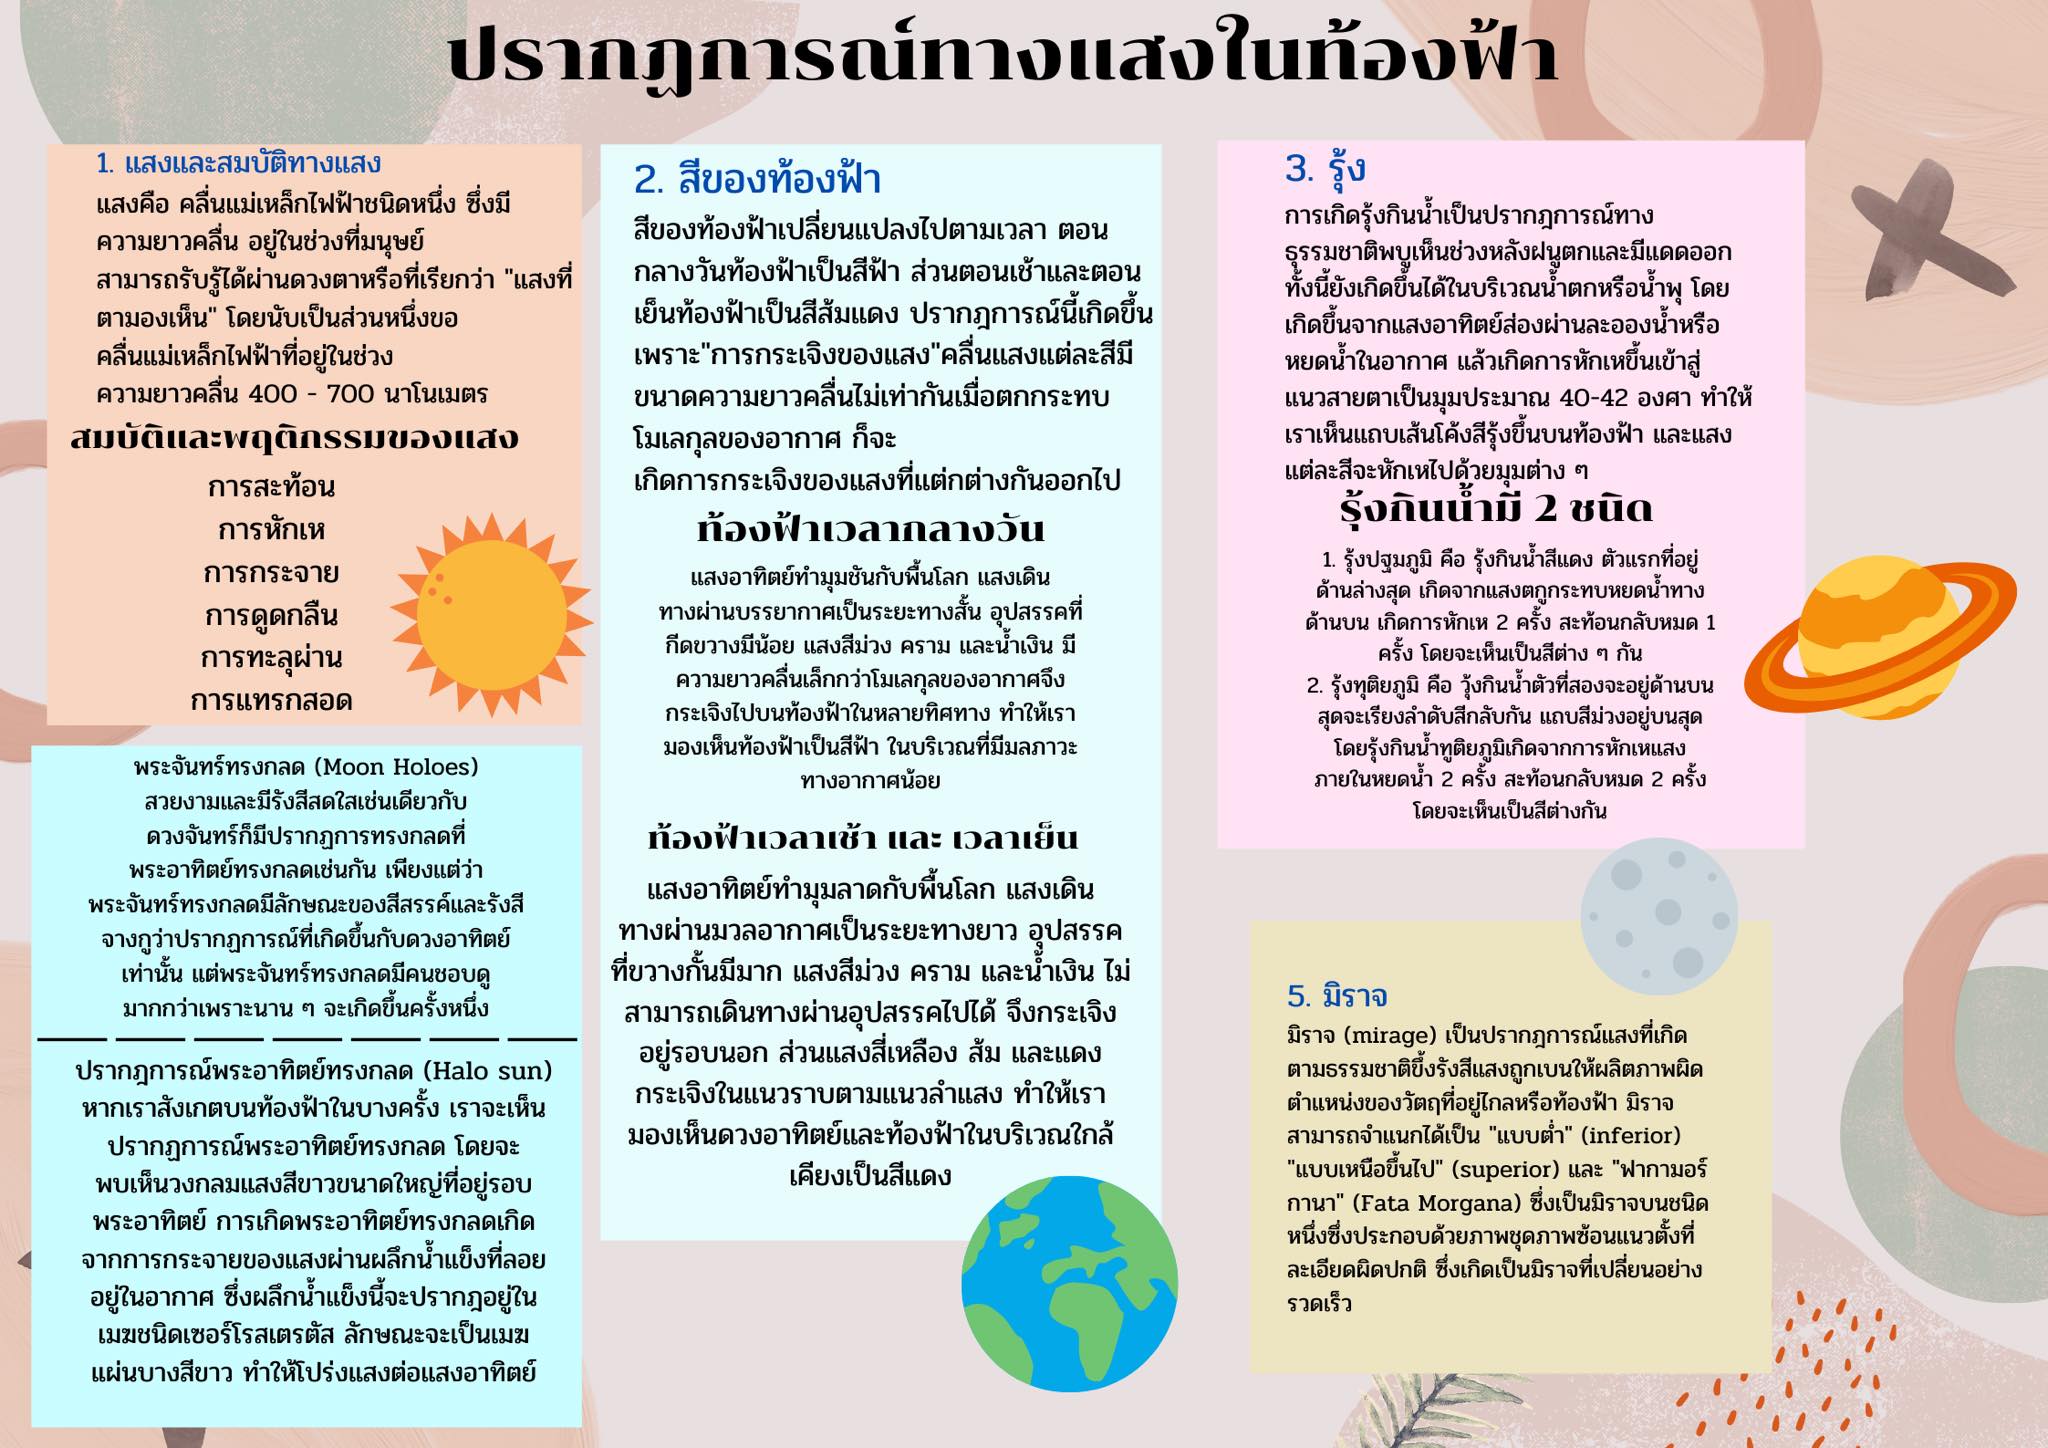 ปรากฏการณ์ทางแสงในท้องฟ้า
1. แสงและสมบัติทางแสง
แสงคือ คลื่นแม่เหล็กไฟฟ้าชนิดหนึ่ง ซึ่งมี
ความยาวคลื่น อยู่ในช่วงที่มนุษย์
สามารถรับรู้ได้ผ่านดวงตาหรือที่เรียกว่า "แสงที่
ตามองเห็น" โดยนับเป็นส่วนหนึ่งขอ
คลื่นแม่เหล็กไฟฟ้าที่อยู่ในช่วง
ความยาวคลื่น 400 - 700 นาโนเมตร
สมบัติและพฤติกรรมของแสง
การสะท้อน
การหักเห
การกระจาย
การดูดกลืน
การทะลุผ่าน
การแทรกสอด
พระจันทร์ทรงกลด (Moon Holoes)
สวยงามและมีรังสีสดใสเช่นเดียวกับ
ดวงจันทร์ก็มีปรากฏการทรงกลดที่
พระอาทิตย์ทรงกลดเช่นกัน เพียงแต่ว่า
พระจันทร์ทรงกลดมีลักษณะของสีสรรค์และรังสี
จางกูว่าปรากฏการณ์ที่เกิดขึ้นกับดวงอาทิตย์
เท่านั้น แต่พระจันทร์ทรงกลดมีคนชอบดู
มากกว่าเพราะนาน ๆ จะเกิดขึ้นครั้งหนึ่ง
ปรากฏการณ์พระอาทิตย์ทรงกลด (Halo sun)
หากเราสังเกตบนท้องฟ้าในบางครั้ง เราจะเห็น
ปรากฏการณ์พระอาทิตย์ทรงกลด โดยจะ
พบเห็นวงกลมแสงสีขาวขนาดใหญ่ที่อยู่รอบ
พระอาทิตย์ การเกิดพระอาทิตย์ทรงกลดเกิด
จากการกระจายของแสงผ่านผลึกน้ำแข็งที่ลอย
อยู่ในอากาศ ซึ่งผลึกน้ำแข็งนี้จะปรากฏอยู่ใน
เมฆชนิดเซอร์โรสเตรตัส ลักษณะจะเป็นเมฆ
แผ่นบางสีขาว ทำให้โปร่งแสงต่อแสงอาทิตย์
2. สีของท้องฟ้า
สีของท้องฟ้าเปลี่ยนแปลงไปตามเวลา ตอน
กลางวันท้องฟ้าเป็นสีฟ้า ส่วนตอนเช้าและตอน
เย็นท้องฟ้าเป็นสีส้มแดง ปรากฎการณ์นี้เกิดขึ้น
เพราะ"การกระเจิงของแสง"คลื่นแสงแต่ละสีมี
ขนาดความยาวคลื่นไม่เท่ากันเมื่อตกกระทบ
โมเลกุลของอากาศ ก็จะ
เกิดการกระเจิงของแสงที่แต่กต่างกันออกไป
ท้องฟ้าเวลากลางวัน
แสงอาทิตย์ทำมุมชันกับพื้นโลก แสงเดิน
ทางผ่านบรรยากาศเป็นระยะทางสั้น อุปสรรคที่
กีดขวางมีน้อย แสงสีม่วง คราม และน้ำเงิน มี
ความยาวคลื่นเล็กกว่าโมเลกุลของอากาศจึง
กระเจิงไปบนท้องฟ้าในหลายทิศทาง ทำให้เรา
มองเห็นท้องฟ้าเป็นสีฟ้า ในบริเวณที่มีมลภาวะ
ทางอากาศน้อย
ท้องฟ้าเวลาเช้า และ เวลาเย็น
แสงอาทิตย์ทำมุมลาดกับพื้นโลก แสงเดิน
ทางผ่านมวลอากาศเป็นระยะทางยาว อุปสรรค
ที่ขวางกั้นมีมาก แสงสีม่วง คราม และน้ำเงิน ไม่
สามารถเดินทางผ่านอุปสรรคไปได้ จึงกระเจิง
อยู่รอบนอก ส่วนแสงสี่เหลือง ส้ม และแดง
กระเจิงในแนวราบตามแนวลำแสง ทำให้เรา
มองเห็นดวงอาทิตย์และท้องฟ้าในบริเวณใกล้
เคียงเป็นสีแดง
3. รุ้ง
การเกิดรุ้งกินน้ำเป็นปรากฎการณ์ทาง
ธุรรมชาติพบูเห็นช่วงหลังฝนูตกและมีแดดออก
ทั้งนี้ยังเกิดขึ้นได้ในบริเวณน้ำตกหรือน้ำพุ โดย
เกิดขึ้นจากแสงอาทิตย์ส่องผ่านละอองน้ำหรือ
หยดน้ำในอากาศ แล้วเกิดการหักเหขึ้นเข้าสู่
แนวสายตาเป็นมุมประมาณ 40-42 องศา ทำให้
เราเห็นแถบเส้นโค้งสีรุ้งขึ้นบนท้องฟ้า และแสง
แต่ละสีจะหักเหไปด้วยมุมต่าง ๆ
รุ้งกินน้ำมี 2 ชนิด
1. รุ้งปฐมภูมิ คือ รุ้งกินน้ำสีแดง ตัวแรกที่อยู่
ด้านล่างสุด เกิดจากแสงตกูกระทบหยดน้ำทาง
ด้านบน เกิดการหักเห 2 ครั้ง สะท้อนกลับหมด 1
ครั้ง โดยจะเห็นเป็นสีต่าง ๆ กัน
2. รุ้งทุติยภูมิ คือ วุ้งกินน้ำตัวที่สองจะอยู่ด้านบน
สุดจะเรียงลำดับสีกลับกัน แถบสีม่วงอยู่บนสุด
โดยรุ้งกินน้ำทูติยภูมิเกิดจากการหักเหแสง
ภายในหยดน้ำ 2 ครั้ง สะท้อนกลับหมด 2 ครั้ง
โดยจะเห็นเป็นสีต่างกัน
5. มิราจ
มิราจ (mirage) เป็นปรากฎการณ์แสงที่เกิด
ตามธรรมชาติขึ้งรังสีแสงถูกเบนให้ผลิตภาพผิด
ตำแหน่งของวัตถุที่อยู่ไกลหรือท้องฟ้า มิราจ
สามารถจำแนกได้เป็น "แบบต่ำ" (inferior)
"แบบเหนือขึ้นไป" (superior) และ "ฟากามอร์
กานา" (Fata Morgana) ซึ่งเป็นมิราจบนชนิด
หนึ่งซึ่งประกอบด้วยภาพชุดภาพซ้อนแนวตั้งที่
ละเอียดผิดปกติ ซึ่งเกิดเป็นมิราจที่เปลี่ยนอย่าง
รวดเร็ว